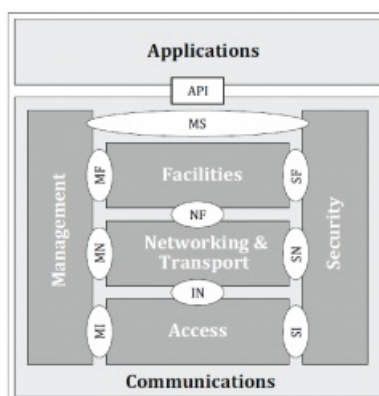 Applications
API
MS
Management
MF
Facilities
SF
Security
NF
MN
Networking &
Transport
SN
IN
MI
Access
SI
Communications